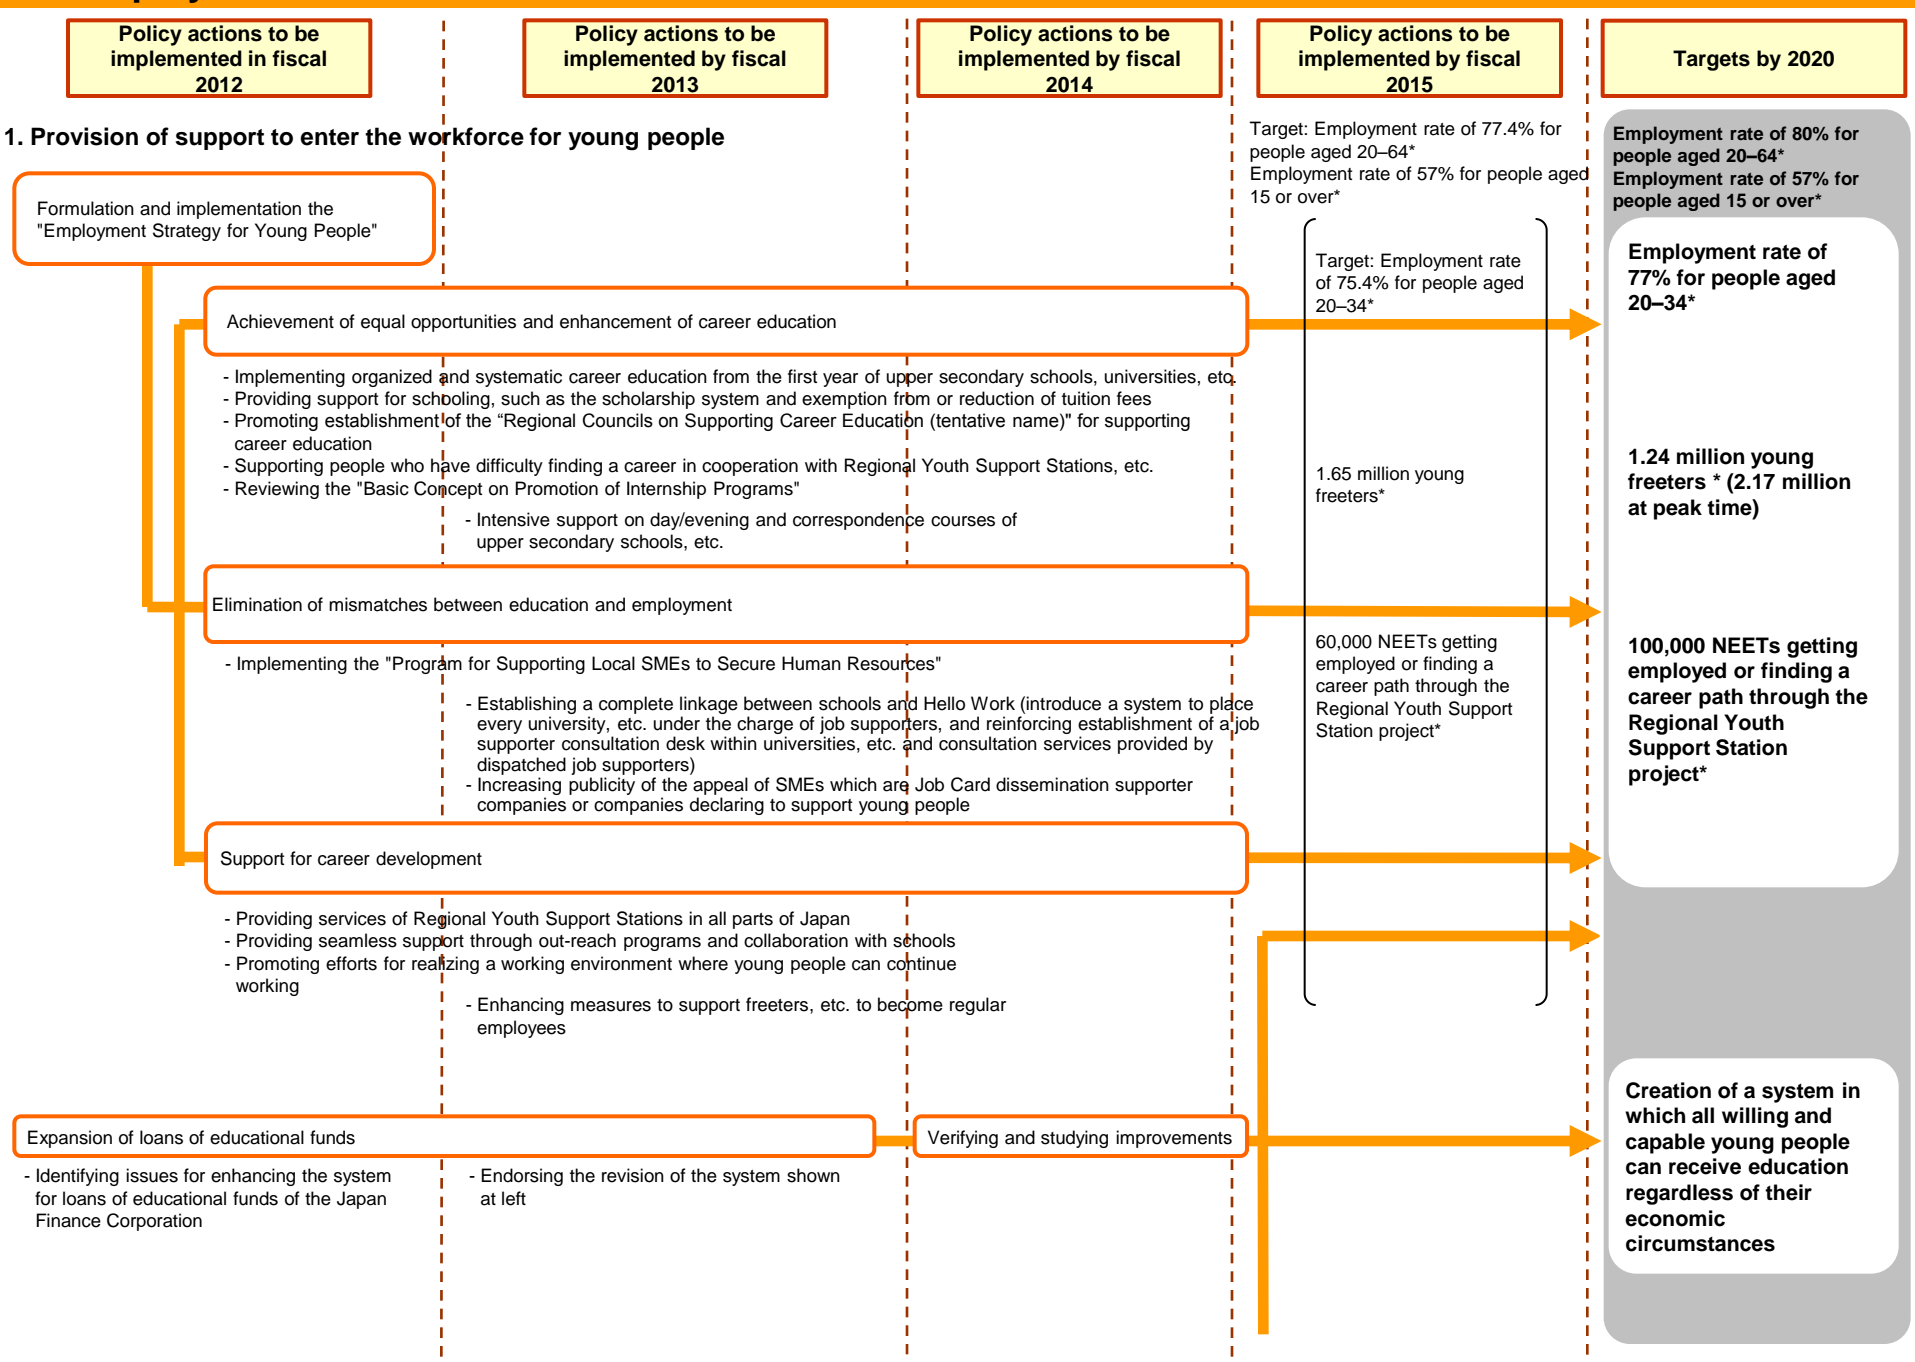 Policy actions to be
implemented in fiscal
2012
Policy actions to be
implemented by fiscal
2013
Policy actions to be
implemented by fiscal
2014
Policy actions to be
implemented by fiscal
2015
Targets by 2020
1. Provision of support to enter the workforce for young people
Target: Employment rate of 77.4% for
people aged 20–64*
Employment rate of 57% for people aged
15 or over*
Employment rate of 80% for
people aged 20–64*
Employment rate of 57% for
people aged 15 or over*
Formulation and implementation the
"Employment Strategy for Young People"
Target: Employment rate
of 75.4% for people aged
20–34*
Employment rate of
77% for people aged
20–34*
Achievement of equal opportunities and enhancement of career education
- Implementing organized and systematic career education from the first year of upper secondary schools, universities, etc.
- Providing support for schooling, such as the scholarship system and exemption from or reduction of tuition fees
- Promoting establishment of the “Regional Councils on Supporting Career Education (tentative name)" for supporting
career education
- Supporting people who have difficulty finding a career in cooperation with Regional Youth Support Stations, etc.
- Reviewing the "Basic Concept on Promotion of Internship Programs"
- Intensive support on day/evening and correspondence courses of
upper secondary schools, etc.
1.65 million young
freeters*
1.24 million young
freeters * (2.17 million
at peak time)
Elimination of mismatches between education and employment
- Implementing the "Program for Supporting Local SMEs to Secure Human Resources"
- Establishing a complete linkage between schools and Hello Work (introduce a system to place
every university, etc. under the charge of job supporters, and reinforcing establishment of a job
supporter consultation desk within universities, etc. and consultation services provided by
dispatched job supporters)
- Increasing publicity of the appeal of SMEs which are Job Card dissemination supporter
companies or companies declaring to support young people
60,000 NEETs getting
employed or finding a
career path through the
Regional Youth Support
Station project*
100,000 NEETs getting
employed or finding a
career path through the
Regional Youth
Support Station
project*
Support for career development
- Providing services of Regional Youth Support Stations in all parts of Japan
- Providing seamless support through out-reach programs and collaboration with schools
- Promoting efforts for realizing a working environment where young people can continue
working
- Enhancing measures to support freeters, etc. to become regular
employees
Expansion of loans of educational funds
Verifying and studying improvements
- Identifying issues for enhancing the system
for loans of educational funds of the Japan
Finance Corporation
- Endorsing the revision of the system shown
at left
Creation of a system in
which all willing and
capable young people
can receive education
regardless of their
economic
circumstances